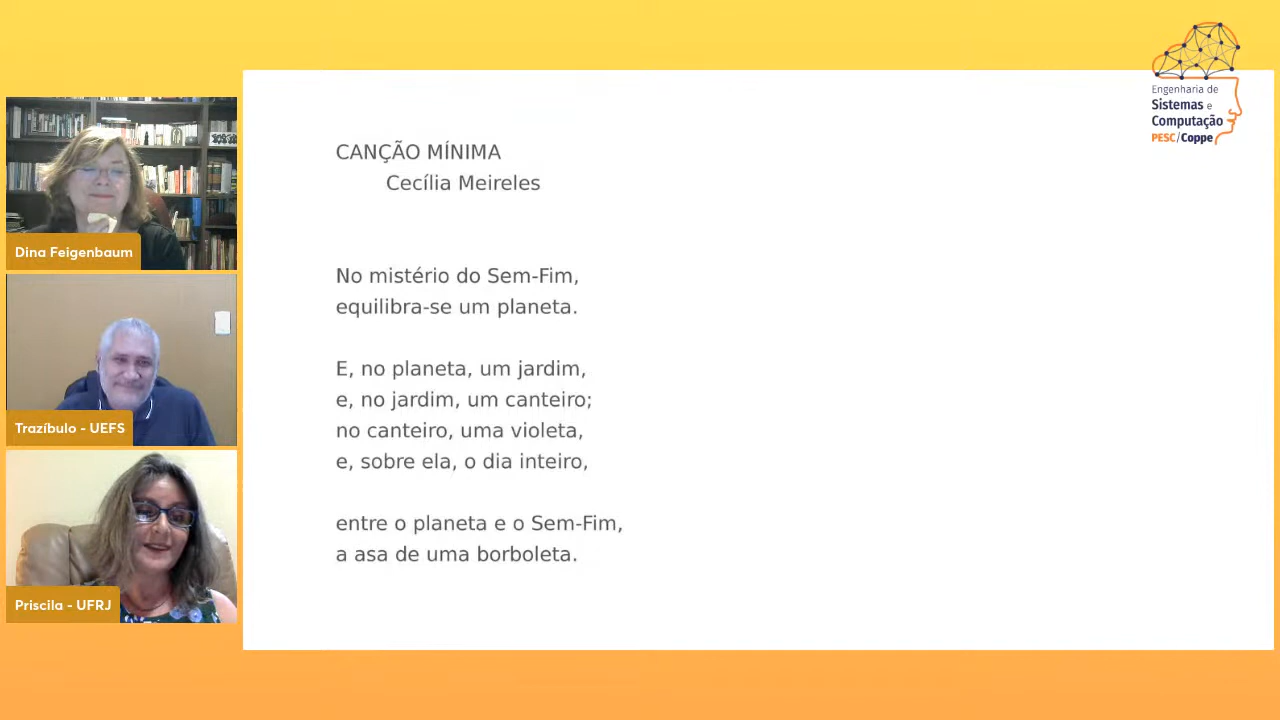 Engenharia de
Sistemas e
Computação
PESC/Coppe
CANÇÃO MÍNIMA
Cecília Meireles
No mistério do Sem-Fim,
equilibra-se um planeta.
E, no planeta, um jardim,
e, no jardim, um canteiro;
no canteiro, uma violeta,
e, sobre ela, o dia inteiro,
entre o planeta e o Sem-Fim,
a asa de uma borboleta.
Dina Feigenbaum
Trazíbulo - UEFS
Priscila - UFRJ